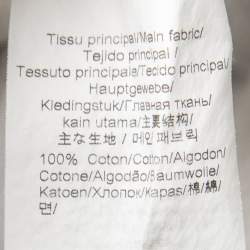 Tissu principal/Main fabric/
Tejido principal /
Tessuto principale/Tecido principal/
Hauptgewebe/
Kledingstuk/Главная ткань/
kain utama/主要结构/
主な生地 / 메인 패브릭
100% Coton/Cotton/Algodon/
Cotone/Algodão/Baumwolle/
Katoen/Хлопок/Kapas/棉/綿/
면/